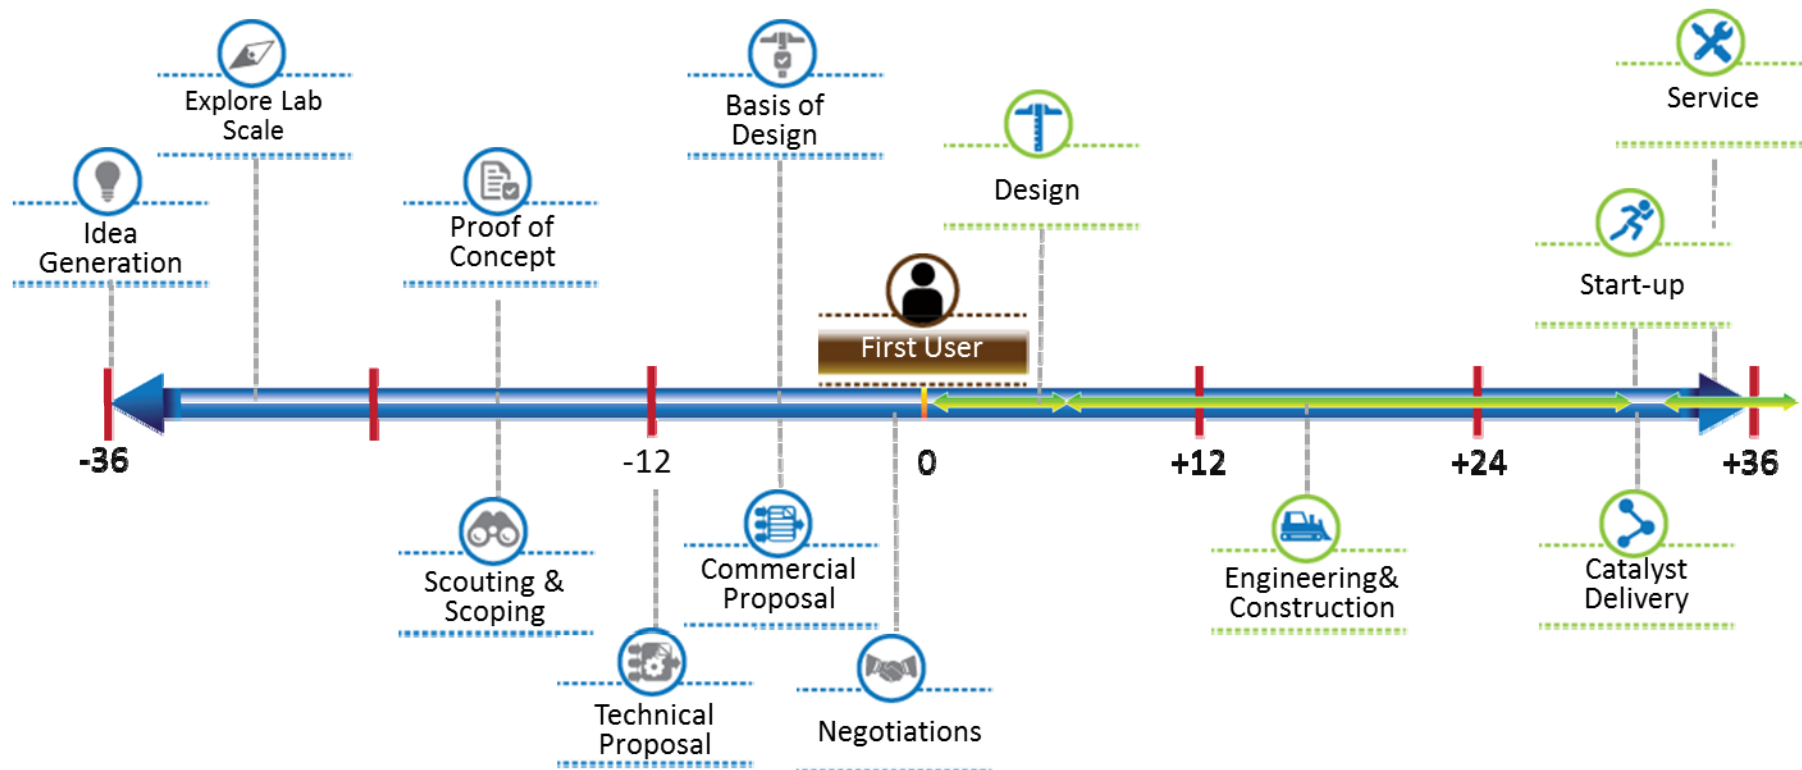 Explore Lab
Scale
Basis of
Design
Service
Idea
Generation
Proof of
Concept
Design
Start-up
First User
-36
-12
0
+12
+24
+36
Scouting &
Scoping
Commercial
Proposal
Engineering&
Construction
Catalyst
Delivery
Technical
Proposal
Negotiations